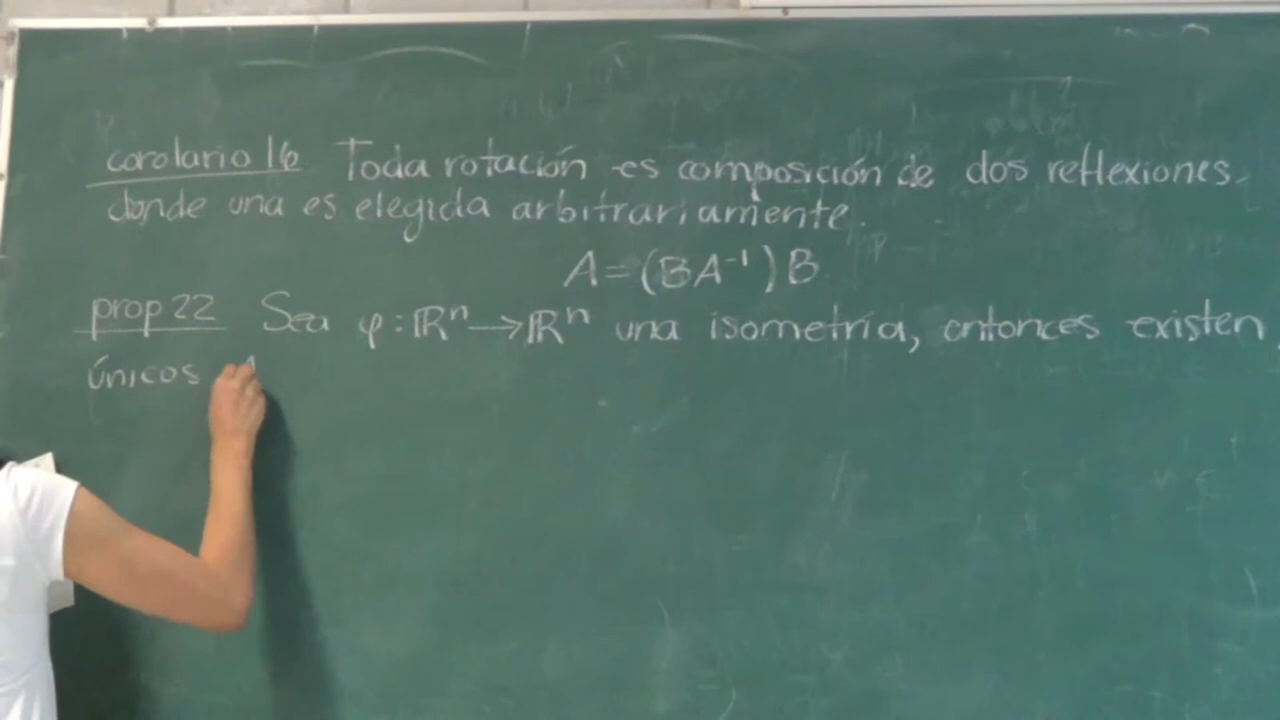 corolario 16 Toda rotación es composición de dos reflexiones.
donde una es elegida arbitrariamente.
A=(BA⁻¹)B
prop 22 Sea φ:ℝⁿ→ℝⁿ una isometría, entonces existen
únicos